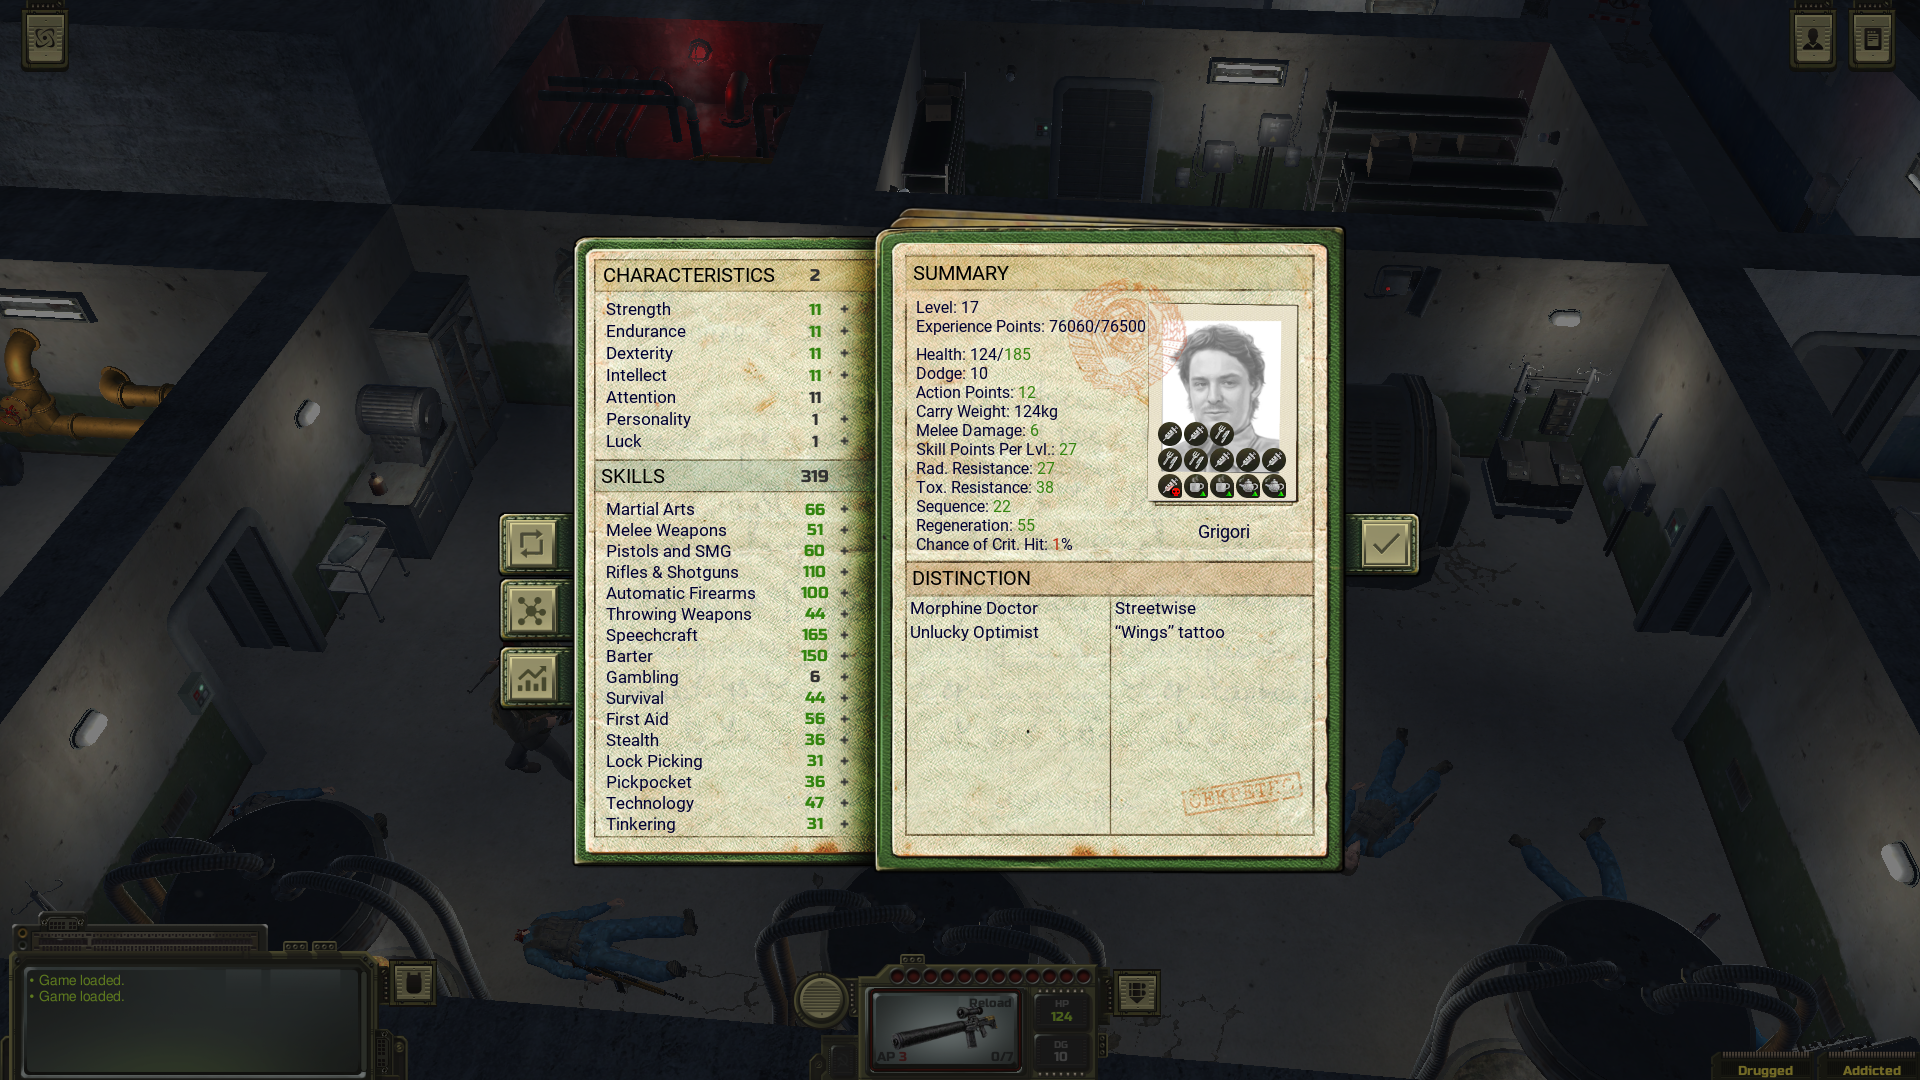 CHARACTERISTICS 2
Strength 11 +
Endurance 11 +
Dexterity 11 +
Intellect 11 +
Attention 11
Personality 1 +
Luck 1 +
SKILLS 319
Martial Arts 66 +
Melee Weapons 51 +
Pistols and SMG 60 +
Rifles & Shotguns 110 +
Automatic Firearms 100 +
Throwing Weapons 44 +
Speechcraft 165 +
Barter 150 +
Gambling 6 +
Survival 44 +
First Aid 56 +
Stealth 36 +
Lock Picking 31 +
Pickpocket 36 +
Technology 47 +
Tinkering 31 +
SUMMARY
Level: 17
Experience Points: 76060/76500
Health: 124/185
Dodge: 10
Action Points: 12
Carry Weight: 124kg
Melee Damage: 6
Skill Points Per Lvl.: 27
Rad. Resistance: 27
Tox. Resistance: 38
Sequence: 22
Regeneration: 55
Chance of Crit. Hit: 1%
Grigori
DISTINCTION
Morphine Doctor
Unlucky Optimist
Streetwise
“Wings” tattoo
СЕКРЕТНО
• Game loaded.
• Game loaded.
Reload
AP 3
0/7
HP
124
DG
10
Drugged
Addicted